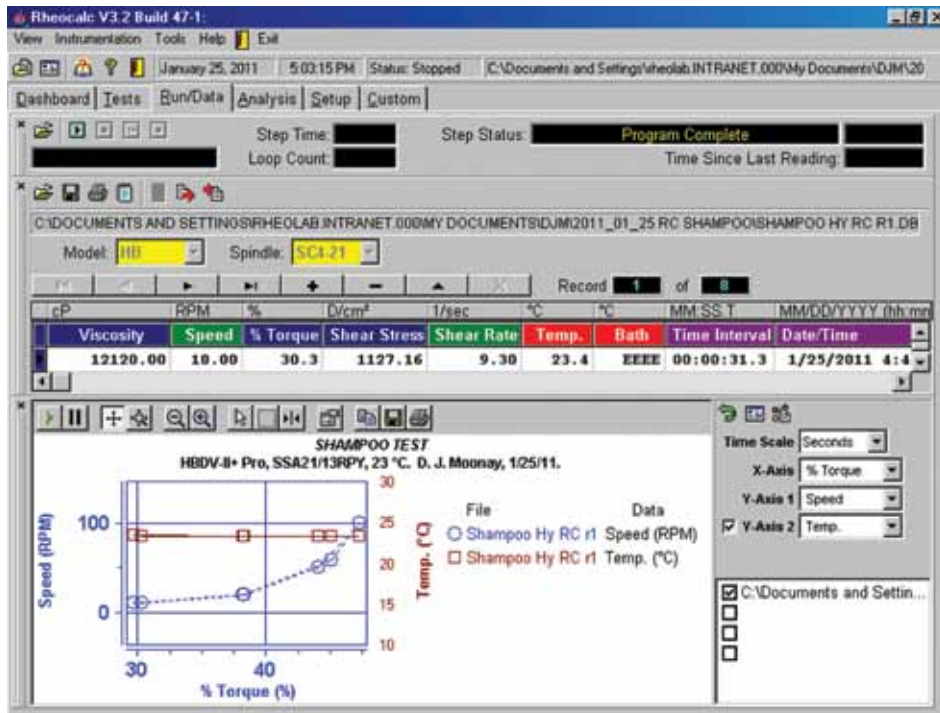 Rheocalc V3.2 Build 47-1:
View Instrumentation Tools Help Exit
January 25, 2011 5:03:15 PM Status: Stopped C:\Documents and Settings\rheolab.INTRANET.000\My Documents\DJM\20
Dashboard Tests Run/Data Analysis Setup Custom
Step Time: Step Status: Program Complete
Loop Count: Time Since Last Reading:
C:\DOCUMENTS AND SETTINGS\RHEOLAB.INTRANET.000\MY DOCUMENTS\DJM\2011_01_25 RC SHAMPOO\SHAMPOO HY RC R1.DB
Model: HB Spindle: SC4-21
Record 1 of 8
cP RPM % D/cm² 1/sec °C °C MM:SS.T MM/DD/YYYY (hh:mm
Viscosity Speed % Torque Shear Stress Shear Rate Temp. Bath Time Interval Date/Time
12120.00 10.00 30.3 1127.16 9.30 23.4 EEEE 00:00:31.3 1/25/2011 4:4
SHAMPOO TEST
HBDV-II+ Pro, SSA21/13RPY, 23 °C. D. J. Moonay, 1/25/11.
Speed (RPM)
100
0
30
25
20
15
10
Temp. (°C)
30 40
% Torque (%)
File Data
Shampoo Hy RC r1 Speed (RPM)
Shampoo Hy RC r1 Temp. (°C)
Time Scale Seconds
X-Axis % Torque
Y-Axis 1 Speed
Y-Axis 2 Temp.
C:\Documents and Settin...